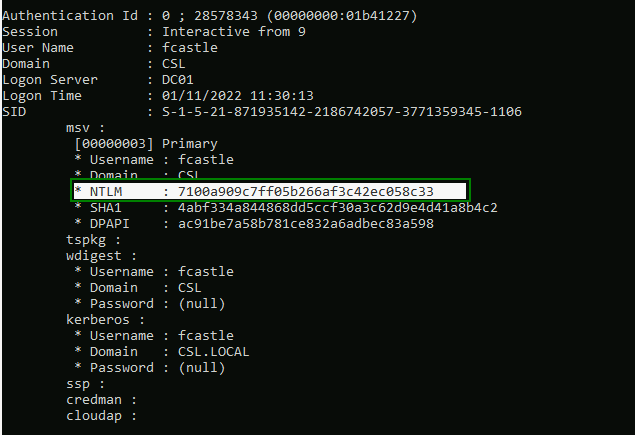 Authentication Id : 0 ; 28578343 (00000000:01b41227)
Session           : Interactive from 9
User Name         : fcastle
Domain            : CSL
Logon Server      : DC01
Logon Time        : 01/11/2022 11:30:13
SID               : S-1-5-21-871935142-2186742057-3771359345-1106
        msv :
         [00000003] Primary
         * Username : fcastle
         * Domain   : CSL
         * NTLM     : 7100a909c7ff05b266af3c42ec058c33
         * SHA1     : 4abf334a844868dd5ccf30a3c62d9e4d41a8b4c2
         * DPAPI    : ac91be7a58b781ce832a6adbec83a598
        tspkg :
        wdigest :
         * Username : fcastle
         * Domain   : CSL
         * Password : (null)
        kerberos :
         * Username : fcastle
         * Domain   : CSL.LOCAL
         * Password : (null)
        ssp :
        credman :
        cloudap :